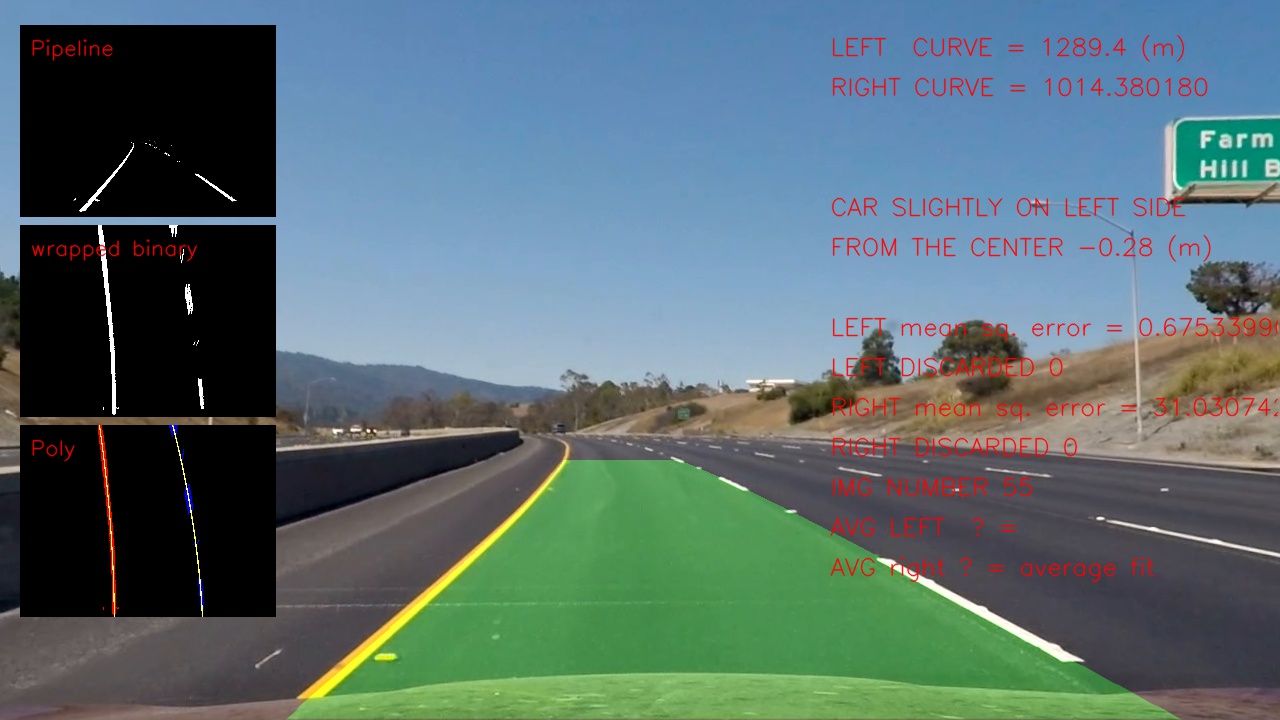 Pipeline
wrapped binary
Poly
LEFT CURVE = 1289.4 (m)
RIGHT CURVE = 1014.380180
Farm
Hill B
CAR SLIGHTLY ON LEFT SIDE
FROM THE CENTER -0.28 (m)
LEFT mean sq. error = 0.6753399
LEFT DISCARDED 0
RIGHT mean sq. error = 31.03074
RIGHT DISCARDED 0
IMG NUMBER 55
AVG LEFT ? =
AVG right ? = average fit